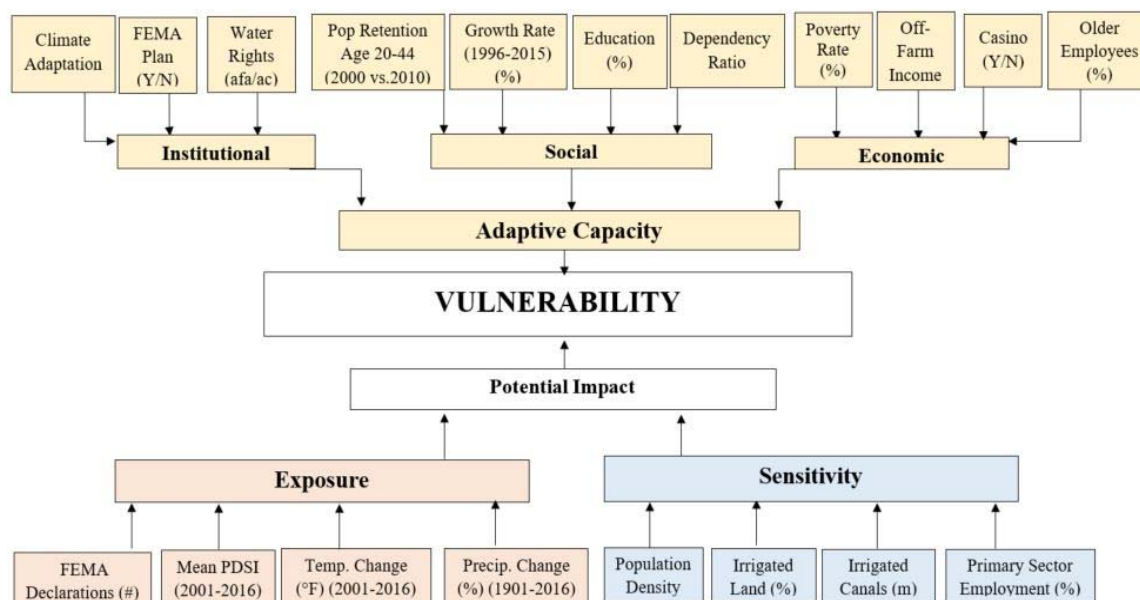 Climate
Adaptation
FEMA
Plan
(Y/N)
Water
Rights
(afa/ac)
Pop Retention
Age 20-44
(2000 vs.2010)
Growth Rate
(1996-2015)
(%)
Education
(%)
Dependency
Ratio
Poverty
Rate
(%)
Off-
Farm
Income
Casino
(Y/N)
Older
Employees
(%)
Institutional
Social
Economic
Adaptive Capacity
VULNERABILITY
Potential Impact
Exposure
Sensitivity
FEMA
Declarations (#)
Mean PDSI
(2001-2016)
Temp. Change
(°F) (2001-2016)
Precip. Change
(%) (1901-2016)
Population
Density
Irrigated
Land (%)
Irrigated
Canals (m)
Primary Sector
Employment (%)